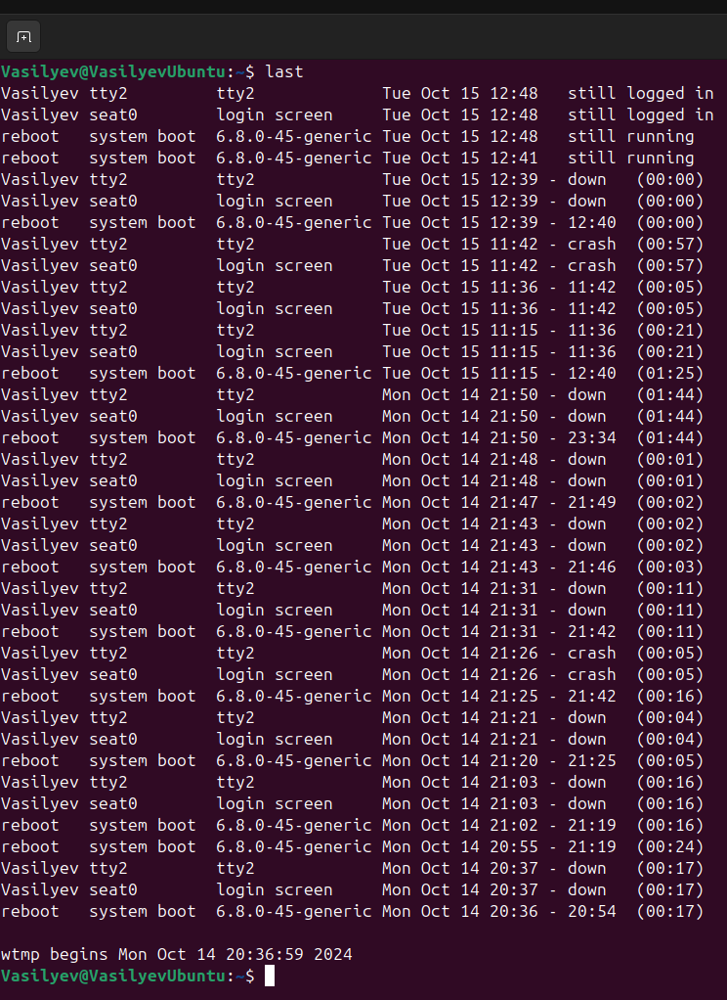 Vasilyev@VasilyevUbuntu:~$ last
Vasilyev tty2         tty2             Tue Oct 15 12:48   still logged in
Vasilyev seat0        login screen     Tue Oct 15 12:48   still logged in
reboot   system boot  6.8.0-45-generic Tue Oct 15 12:48   still running
reboot   system boot  6.8.0-45-generic Tue Oct 15 12:41   still running
Vasilyev tty2         tty2             Tue Oct 15 12:39 - down   (00:00)
Vasilyev seat0        login screen     Tue Oct 15 12:39 - down   (00:00)
reboot   system boot  6.8.0-45-generic Tue Oct 15 12:39 - 12:40  (00:00)
Vasilyev tty2         tty2             Tue Oct 15 11:42 - crash  (00:57)
Vasilyev seat0        login screen     Tue Oct 15 11:42 - crash  (00:57)
Vasilyev tty2         tty2             Tue Oct 15 11:36 - 11:42  (00:05)
Vasilyev seat0        login screen     Tue Oct 15 11:36 - 11:42  (00:05)
Vasilyev tty2         tty2             Tue Oct 15 11:15 - 11:36  (00:21)
Vasilyev seat0        login screen     Tue Oct 15 11:15 - 11:36  (00:21)
reboot   system boot  6.8.0-45-generic Tue Oct 15 11:15 - 12:40  (01:25)
Vasilyev tty2         tty2             Mon Oct 14 21:50 - down   (01:44)
Vasilyev seat0        login screen     Mon Oct 14 21:50 - down   (01:44)
reboot   system boot  6.8.0-45-generic Mon Oct 14 21:50 - 23:34  (01:44)
Vasilyev tty2         tty2             Mon Oct 14 21:48 - down   (00:01)
Vasilyev seat0        login screen     Mon Oct 14 21:48 - down   (00:01)
reboot   system boot  6.8.0-45-generic Mon Oct 14 21:47 - 21:49  (00:02)
Vasilyev tty2         tty2             Mon Oct 14 21:43 - down   (00:02)
Vasilyev seat0        login screen     Mon Oct 14 21:43 - down   (00:02)
reboot   system boot  6.8.0-45-generic Mon Oct 14 21:43 - 21:46  (00:03)
Vasilyev tty2         tty2             Mon Oct 14 21:31 - down   (00:11)
Vasilyev seat0        login screen     Mon Oct 14 21:31 - down   (00:11)
reboot   system boot  6.8.0-45-generic Mon Oct 14 21:31 - 21:42  (00:11)
Vasilyev tty2         tty2             Mon Oct 14 21:26 - crash  (00:05)
Vasilyev seat0        login screen     Mon Oct 14 21:26 - crash  (00:05)
reboot   system boot  6.8.0-45-generic Mon Oct 14 21:25 - 21:42  (00:16)
Vasilyev tty2         tty2             Mon Oct 14 21:21 - down   (00:04)
Vasilyev seat0        login screen     Mon Oct 14 21:21 - down   (00:04)
reboot   system boot  6.8.0-45-generic Mon Oct 14 21:20 - 21:25  (00:05)
Vasilyev tty2         tty2             Mon Oct 14 21:03 - down   (00:16)
Vasilyev seat0        login screen     Mon Oct 14 21:03 - down   (00:16)
reboot   system boot  6.8.0-45-generic Mon Oct 14 21:02 - 21:19  (00:16)
reboot   system boot  6.8.0-45-generic Mon Oct 14 20:55 - 21:19  (00:24)
Vasilyev tty2         tty2             Mon Oct 14 20:37 - down   (00:17)
Vasilyev seat0        login screen     Mon Oct 14 20:37 - down   (00:17)
reboot   system boot  6.8.0-45-generic Mon Oct 14 20:36 - 20:54  (00:17)
wtmp begins Mon Oct 14 20:36:59 2024
Vasilyev@VasilyevUbuntu:~$